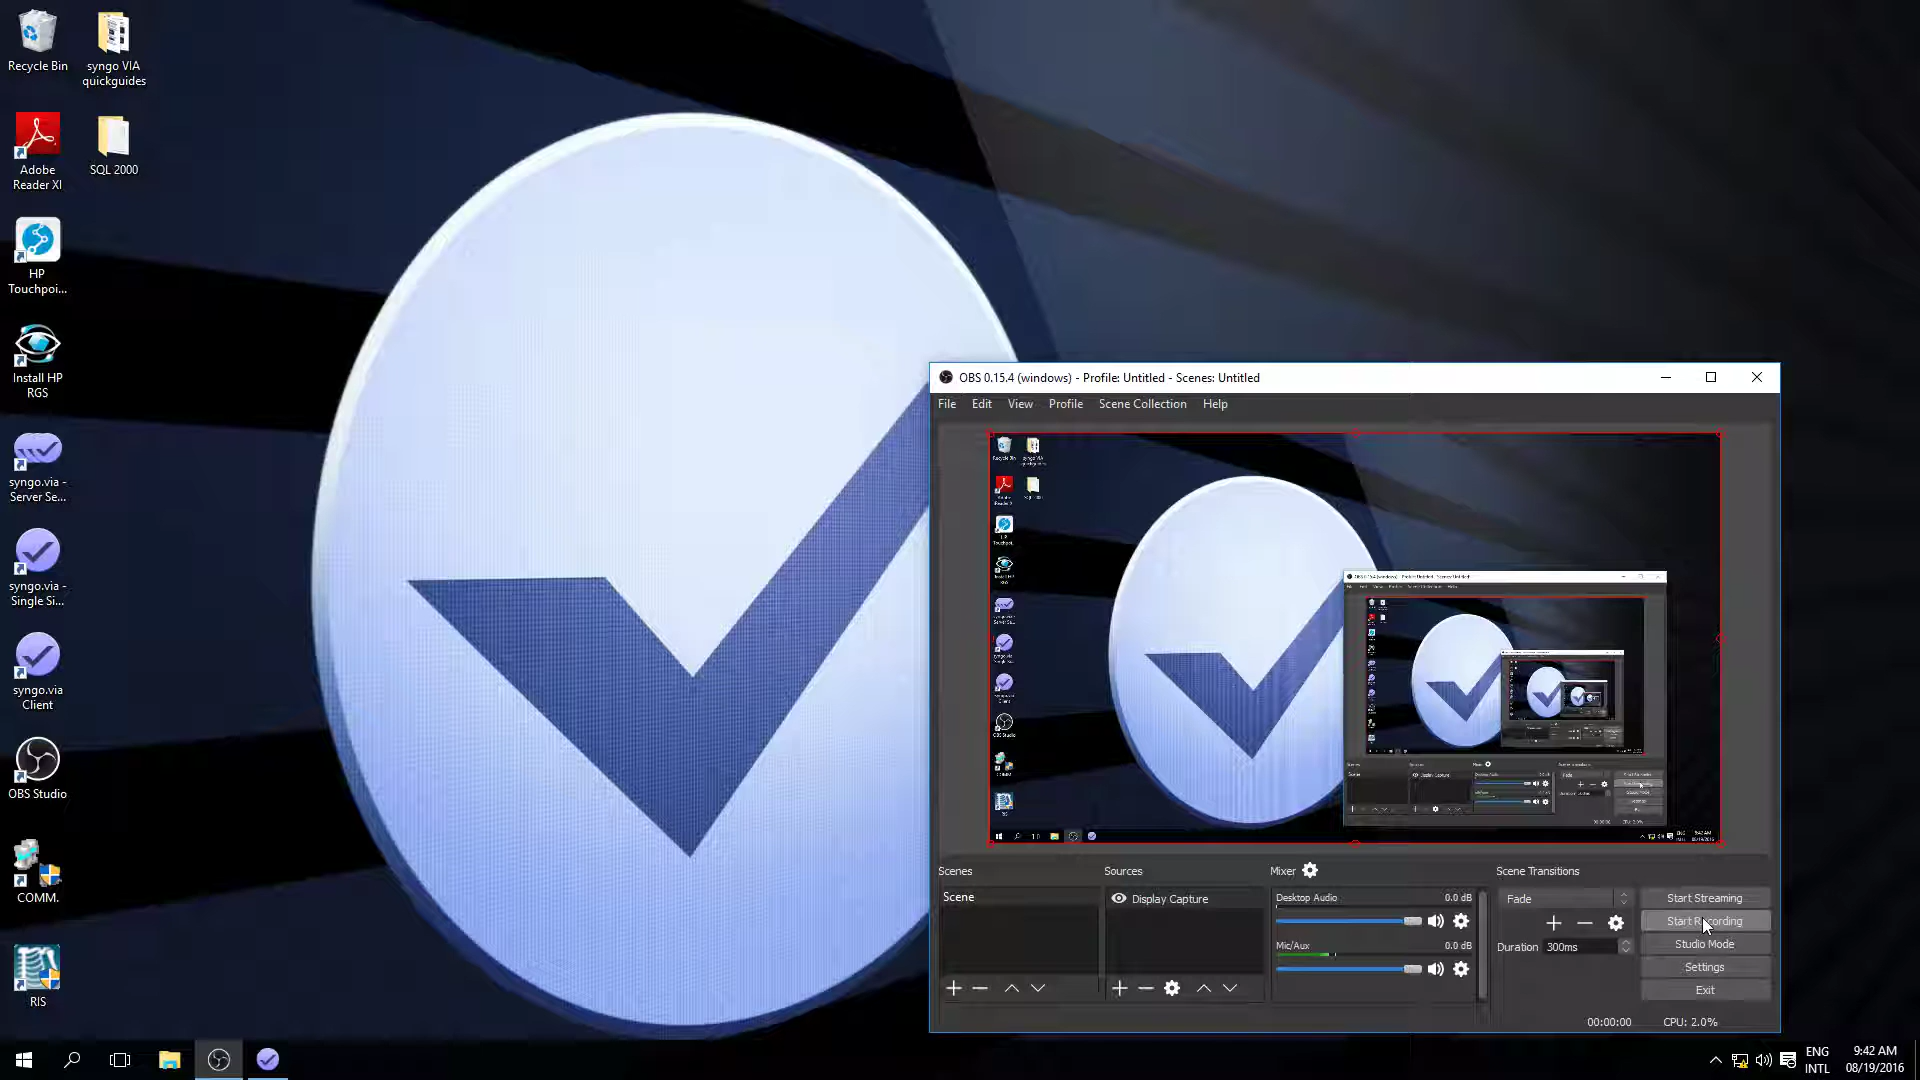 Recycle Bin
syngo VIA
quickguides
Adobe
Reader XI
SQL 2000
HP
Touchpoi...
Install HP
RGS
syngo.via -
Server Se...
syngo.via -
Single Si...
syngo.via
Client
OBS Studio
COMM.
RIS
OBS 0.15.4 (windows) - Profile: Untitled - Scenes: Untitled
File Edit View Profile Scene Collection Help
Scenes
Scene
Sources
Display Capture
Mixer
Desktop Audio 0.0 dB
Mic/Aux 0.0 dB
Scene Transitions
Fade
Duration 300ms
Start Streaming
Start Recording
Studio Mode
Settings
Exit
00:00:00 CPU: 2.0%
ENG
INTL
9:42 AM
08/19/2016